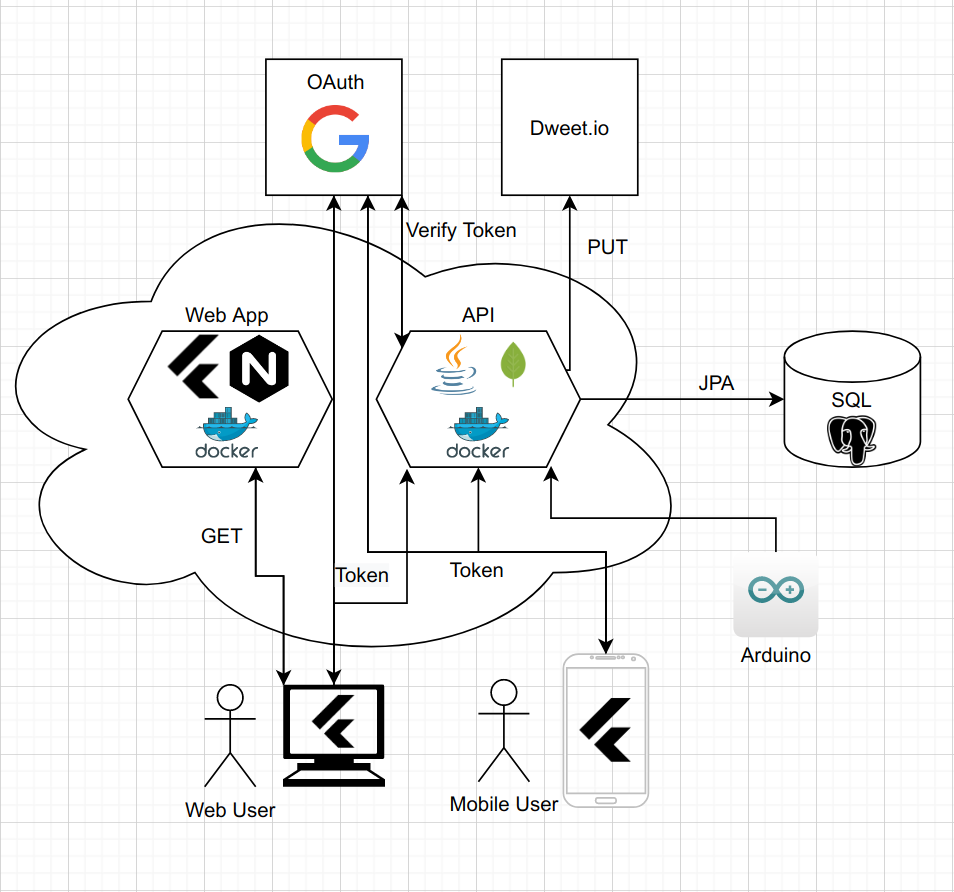 OAuth
Dweet.io
Verify Token
PUT
Web App
API
N
docker
docker
JPA
SQL
GET
Token
Token
Arduino
Web User
Mobile User